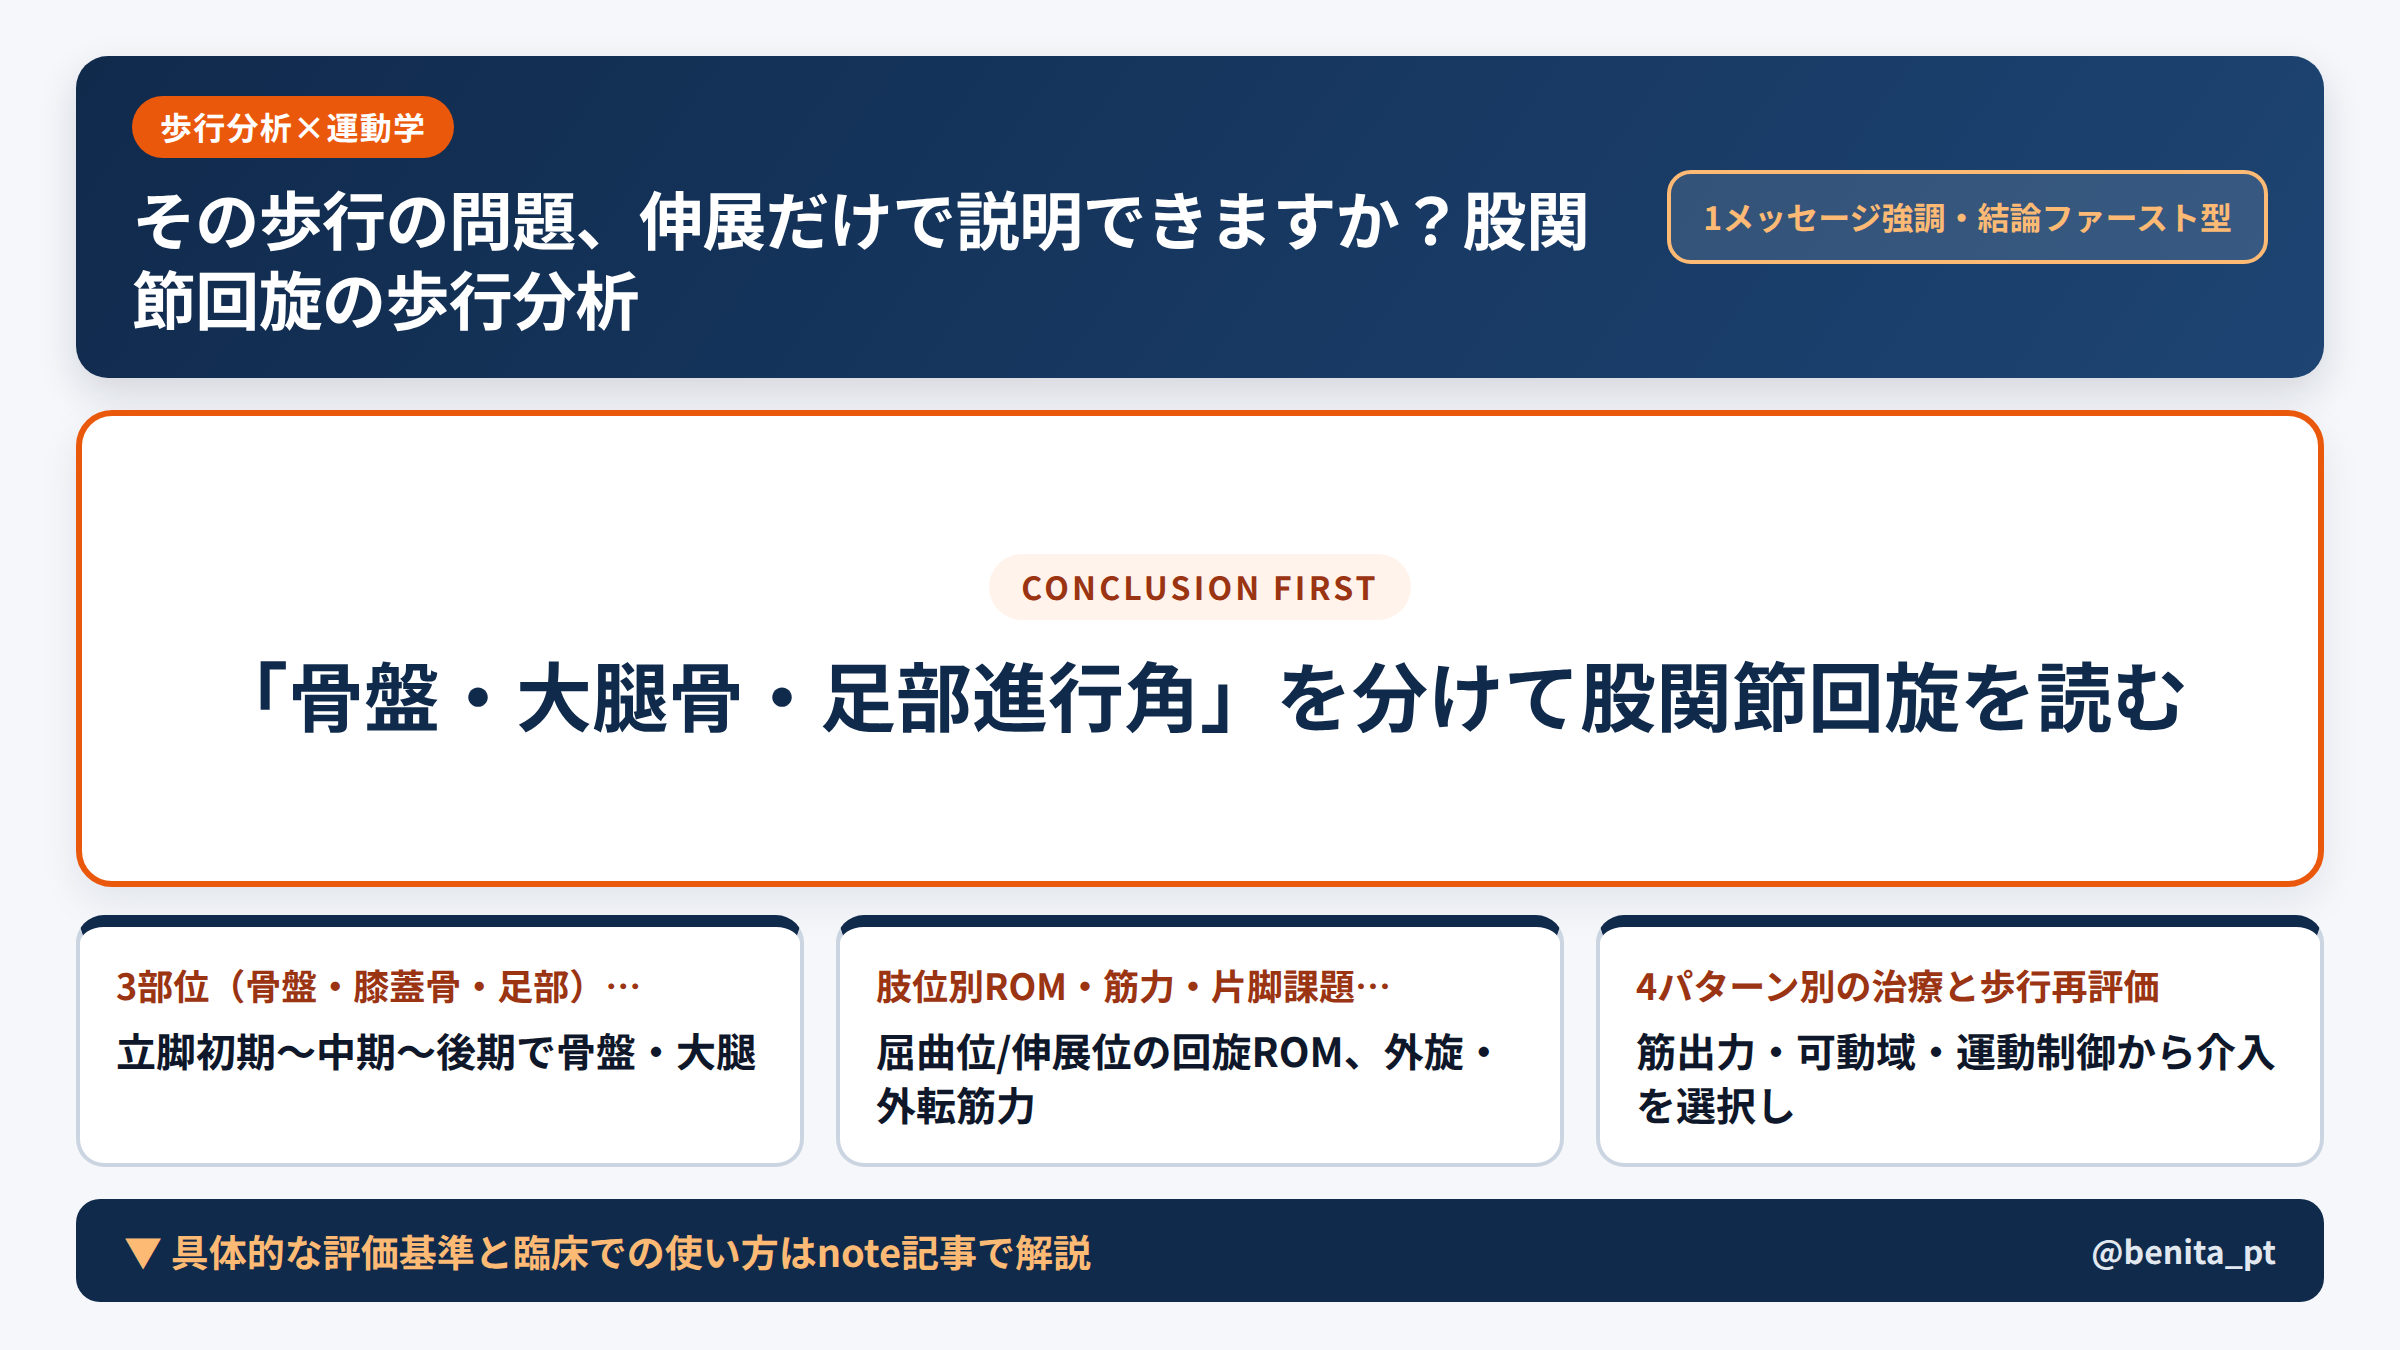 歩行分析×運動学
その歩行の問題、伸展だけで説明できますか？股関
節回旋の歩行分析
1メッセージ強調・結論ファースト型
CONCLUSION FIRST
「骨盤・大腿骨・足部進行角」を分けて股関節回旋を読む
3部位（骨盤・膝蓋骨・足部）…
立脚初期〜中期〜後期で骨盤・大腿
肢位別ROM・筋力・片脚課題…
屈曲位/伸展位の回旋ROM、外旋・
外転筋力
4パターン別の治療と歩行再評価
筋出力・可動域・運動制御から介入
を選択し
▼ 具体的な評価基準と臨床での使い方はnote記事で解説
@benita_pt